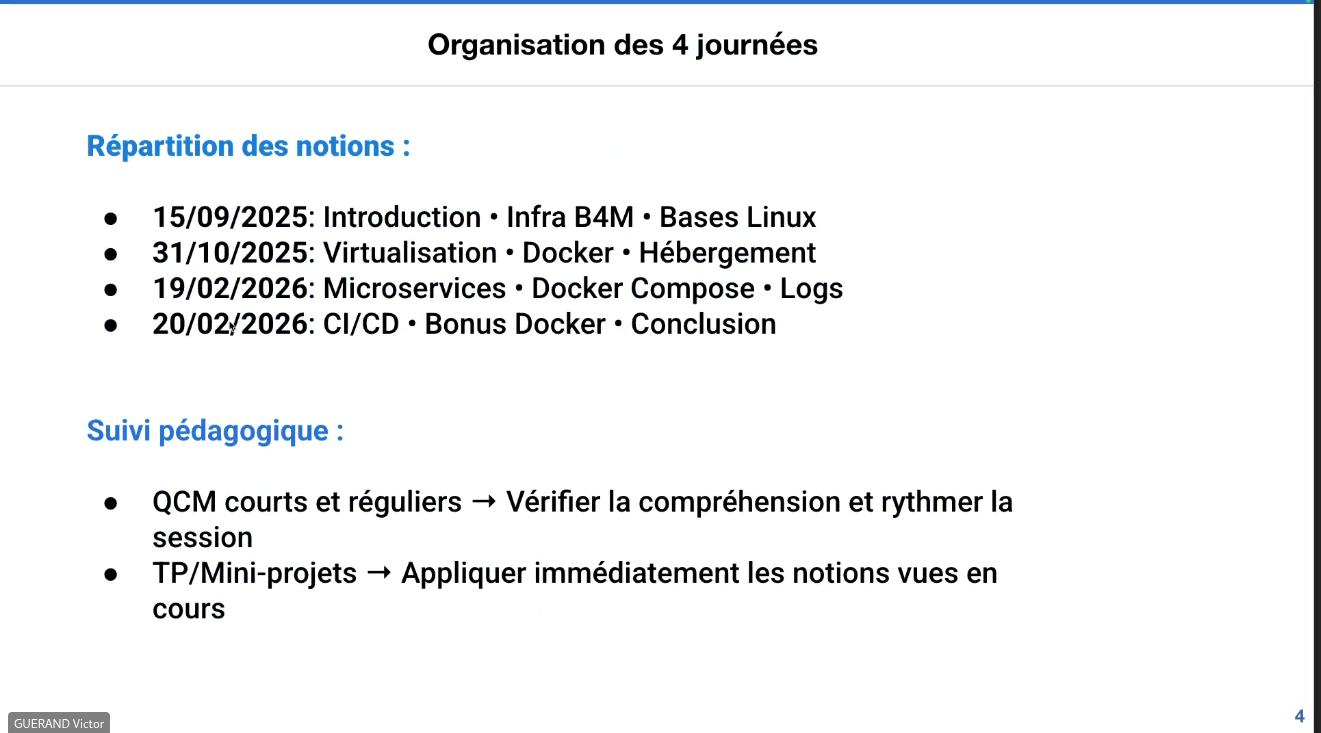 Organisation des 4 journées
Répartition des notions :
● 15/09/2025: Introduction • Infra B4M • Bases Linux
● 31/10/2025: Virtualisation • Docker • Hébergement
● 19/02/2026: Microservices • Docker Compose • Logs
● 20/02/2026: CI/CD • Bonus Docker • Conclusion
Suivi pédagogique :
● QCM courts et réguliers → Vérifier la compréhension et rythmer la
session
● TP/Mini-projets → Appliquer immédiatement les notions vues en
cours
GUERAND Victor
4